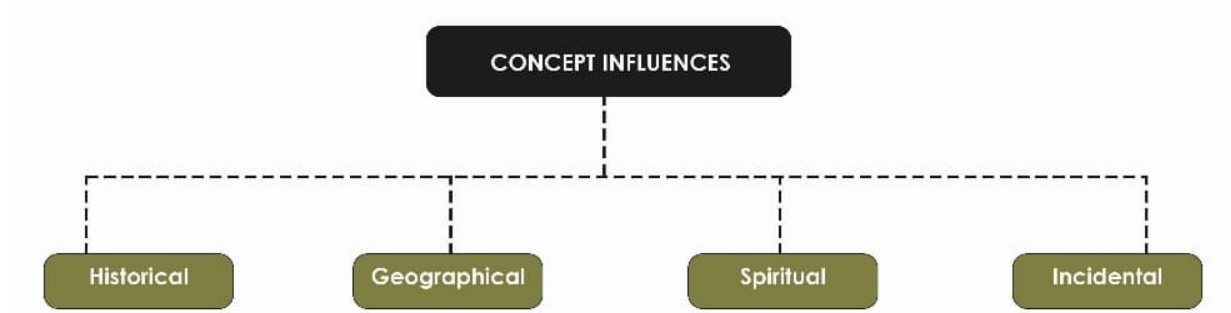 CONCEPT INFLUENCES
Historical
Geographical
Spiritual
Incidental